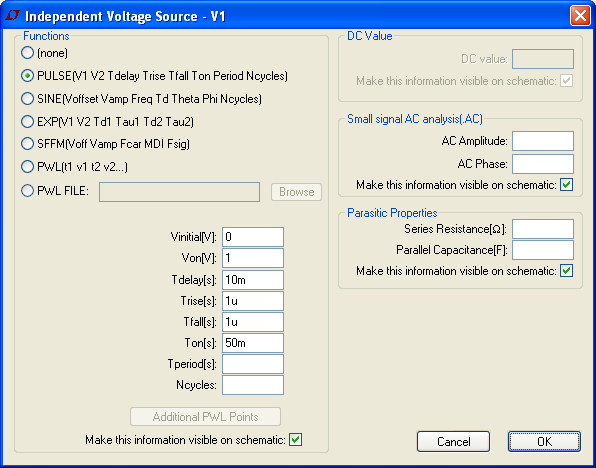 Independent Voltage Source - V1
Functions
(none)
PULSE(V1 V2 Tdelay Trise Tfall Ton Period Ncycles)
SINE(Voffset Vamp Freq Td Theta Phi Ncycles)
EXP(V1 V2 Td1 Tau1 Td2 Tau2)
SFFM(Voff Vamp Fcar MDI Fsig)
PWL(t1 v1 t2 v2...)
PWL FILE: Browse
Vinitial[V]: 0
Von[V]: 1
Tdelay[s]: 10m
Trise[s]: 1u
Tfall[s]: 1u
Ton[s]: 50m
Tperiod[s]:
Ncycles:
Additional PWL Points
Make this information visible on schematic:
DC Value
DC value:
Make this information visible on schematic:
Small signal AC analysis(.AC)
AC Amplitude:
AC Phase:
Make this information visible on schematic:
Parasitic Properties
Series Resistance[Ω]:
Parallel Capacitance[F]:
Make this information visible on schematic:
Cancel OK